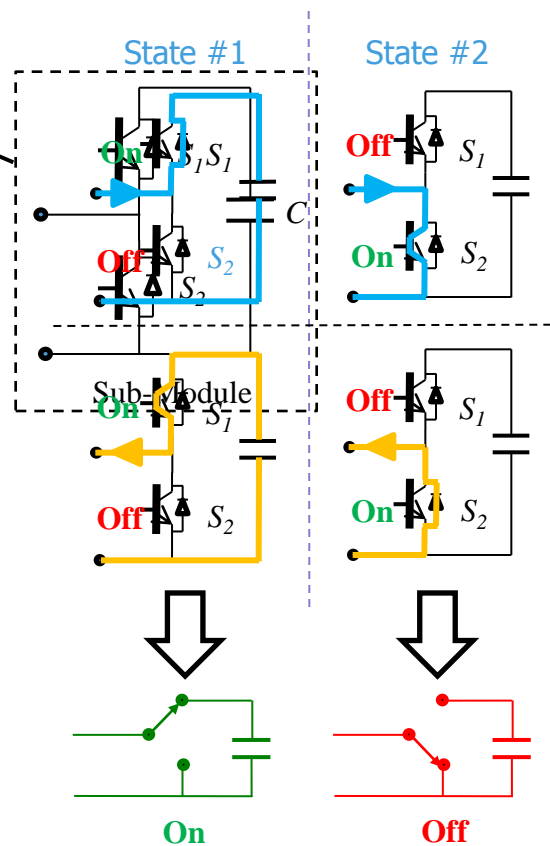 State #1
State #2
On
S1
S1
Off
S1
C
Off
S2
On
S2
S2
Sub-Module
On
S1
Off
S1
Off
S2
On
S2
On
Off